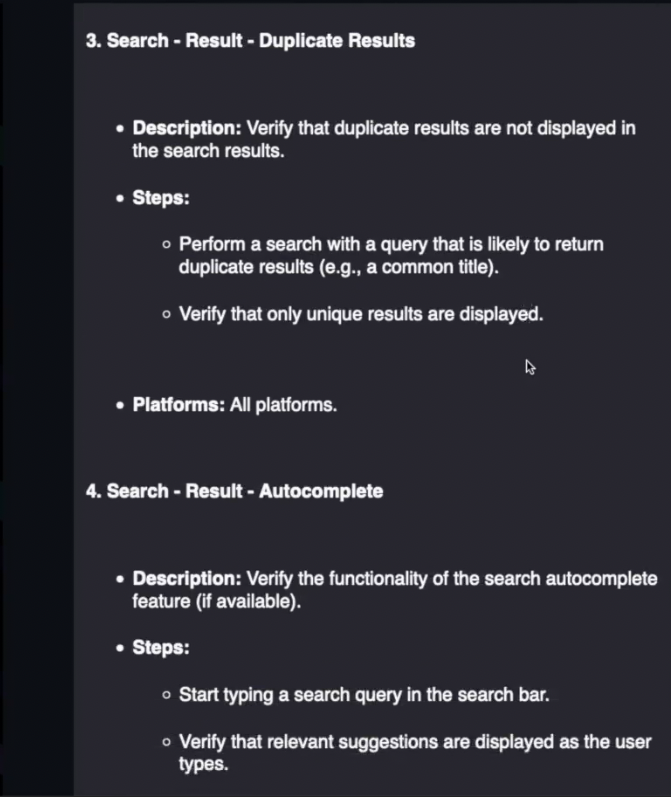 3. Search - Result - Duplicate Results
• Description: Verify that duplicate results are not displayed in
the search results.
• Steps:
◦ Perform a search with a query that is likely to return
duplicate results (e.g., a common title).
◦ Verify that only unique results are displayed.
• Platforms: All platforms.
4. Search - Result - Autocomplete
• Description: Verify the functionality of the search autocomplete
feature (if available).
• Steps:
◦ Start typing a search query in the search bar.
◦ Verify that relevant suggestions are displayed as the user
types.